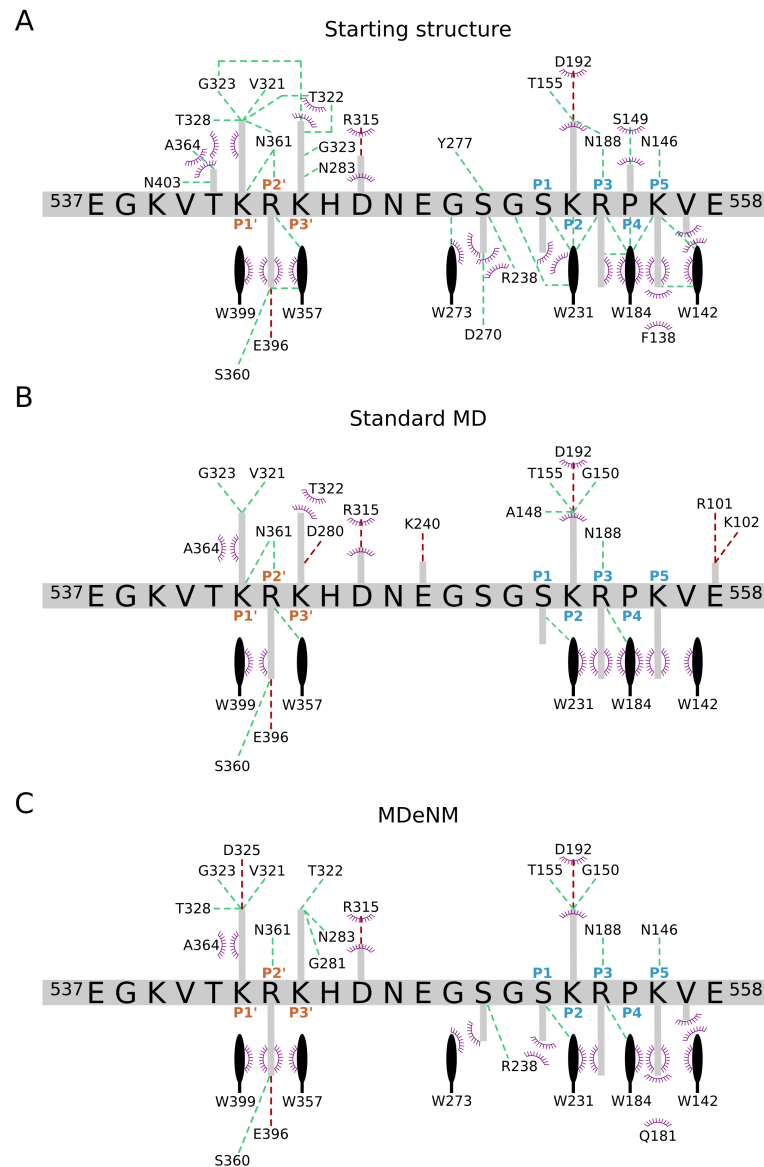 A
Starting structure
D192
G323 V321 T155
T322
T328 R315 S149
A364 N361 Y277 N188 N146
G323
N403 N283
P2' P1 P3 P5
537 EGKVTKRKHDNEGSGSKRPKVE 558
P1' P3' P2 P4
R238
W399 W357 W273 W231 W184 W142
D270 F138
E396
S360
B
Standard MD
D192
G323 V321 T155 G150
T322
R315 A148 R101
K240 K102
N361 D280 N188
A364
P2' P1 P3 P5
537 EGKVTKRKHDNEGSGSKRPKVE 558
P1' P3' P2 P4
W399 W357 W231 W184 W142
E396
S360
C
MDeNM
D325 D192
G323 V321 T322 T155 G150
T328 R315
N361 N283 N188 N146
A364
G281
P2' P1 P3 P5
537 EGKVTKRKHDNEGSGSKRPKVE 558
P1' P3' P2 P4
R238
W399 W357 W273 W231 W184 W142
E396 Q181
S360